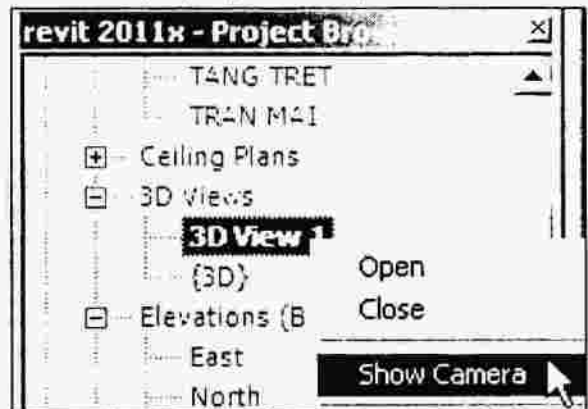 revit 2011x - Project Bro
TANG TRET
TRAN MAI
Ceiling Plans
3D Views
3D View 1
{3D}
Elevations (B
East
North
Open
Close
Show Camera